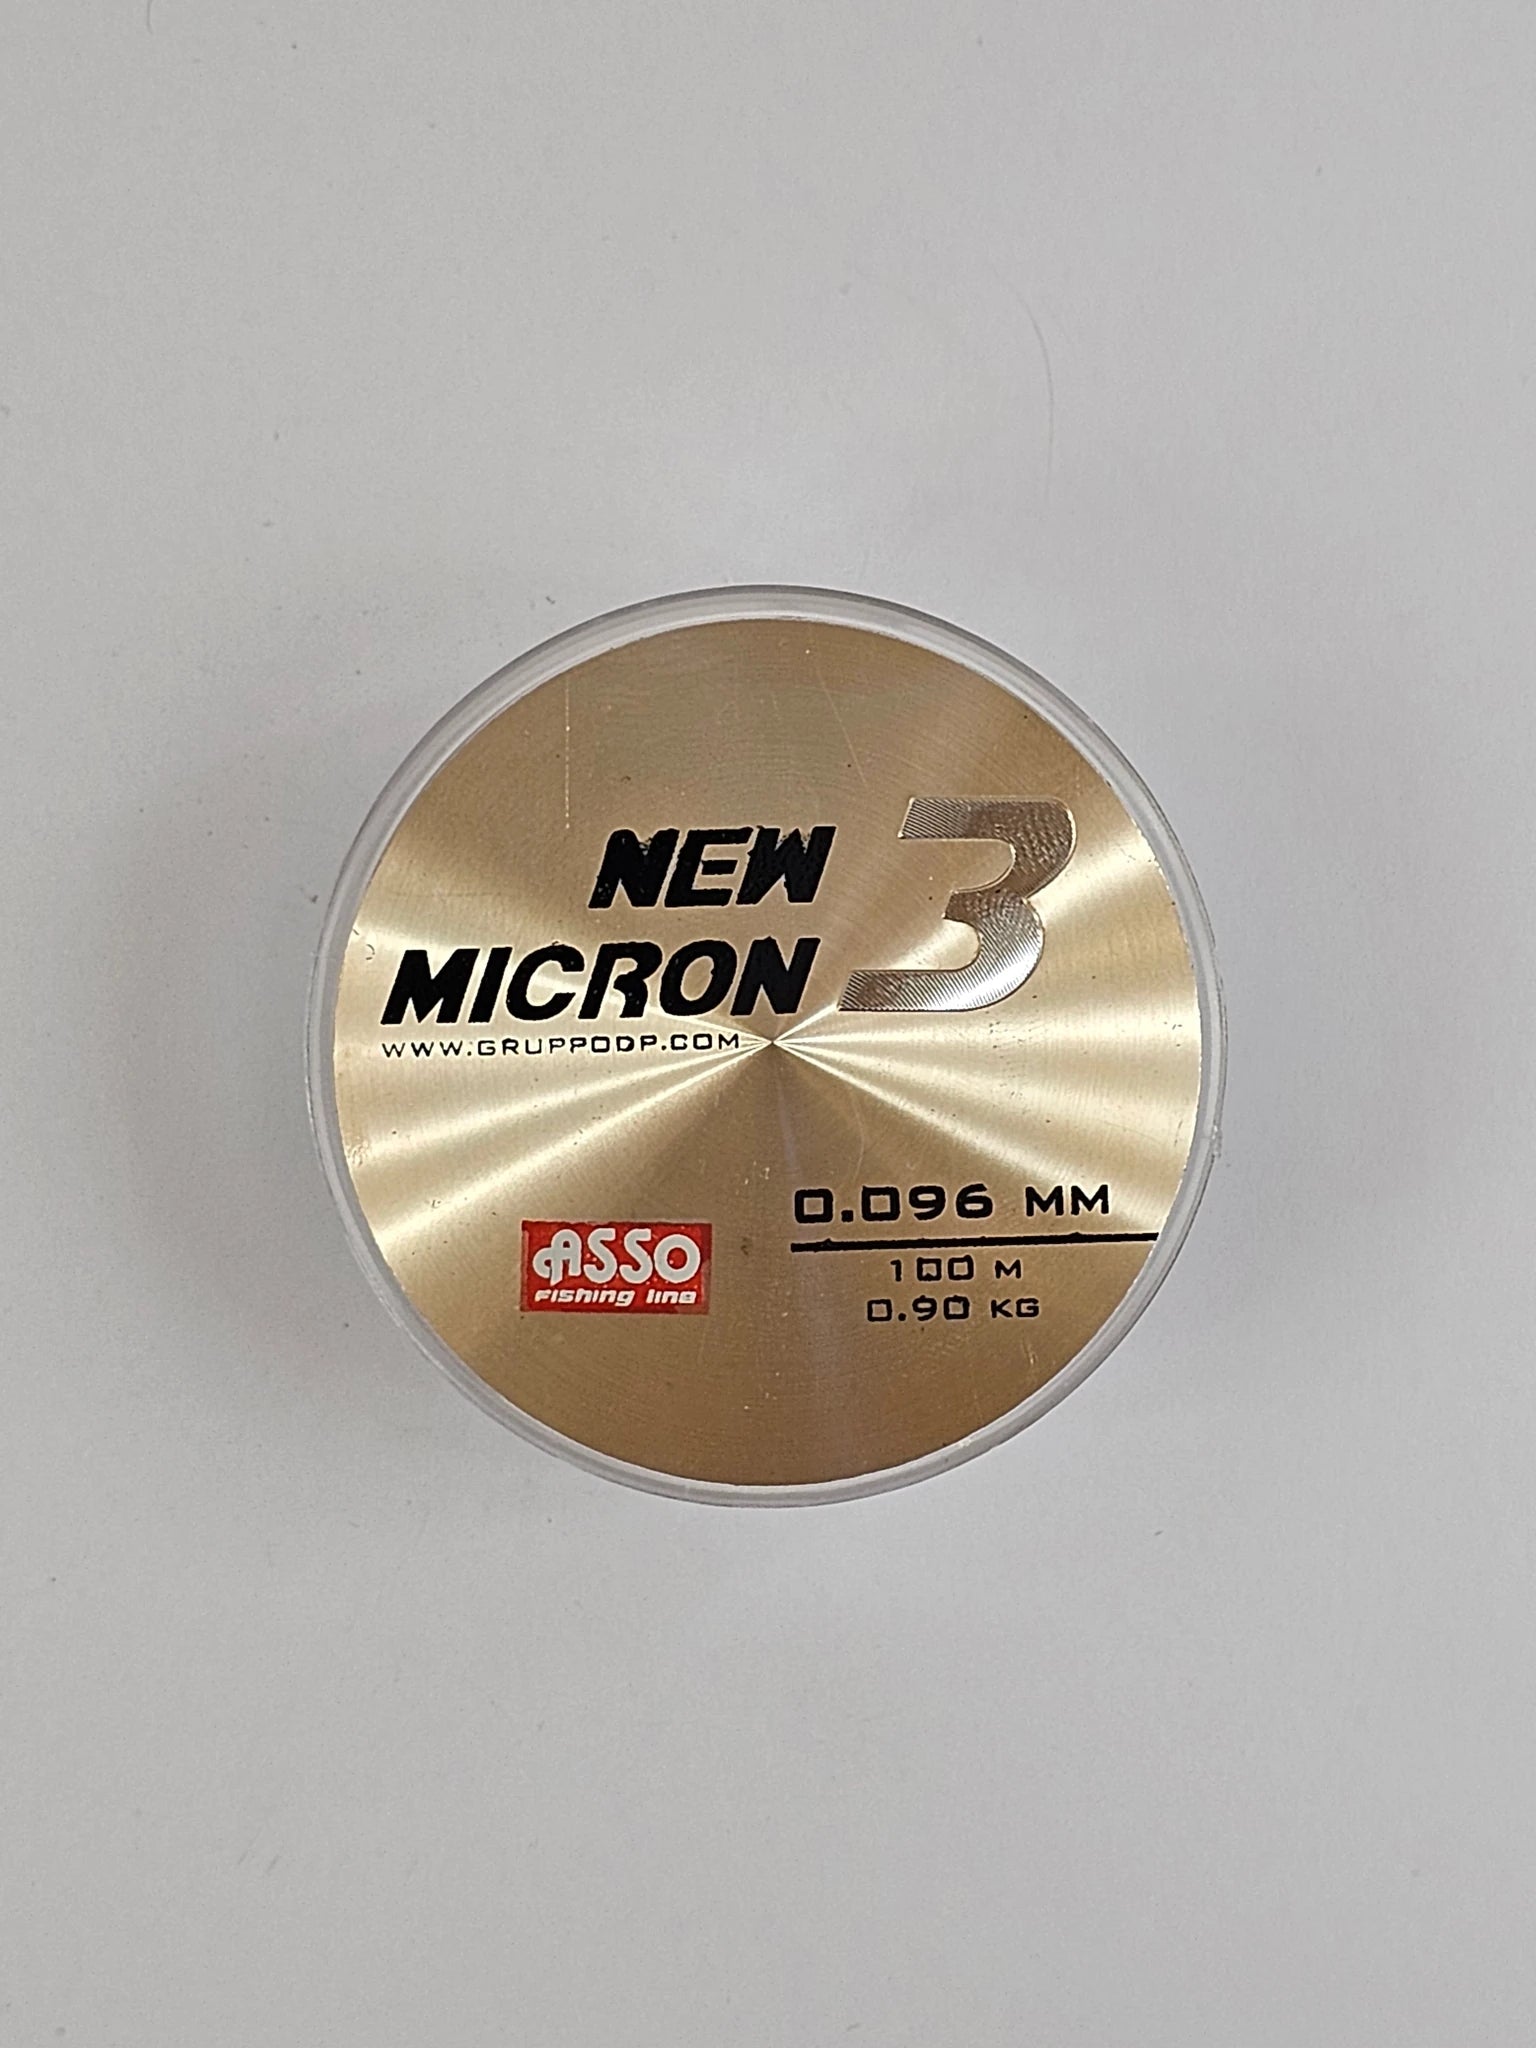 NEW
MICRON 3
WWW.GRUPPODP.COM
0.096 MM
100 M
0.90 KG
ASSO
Fishing line